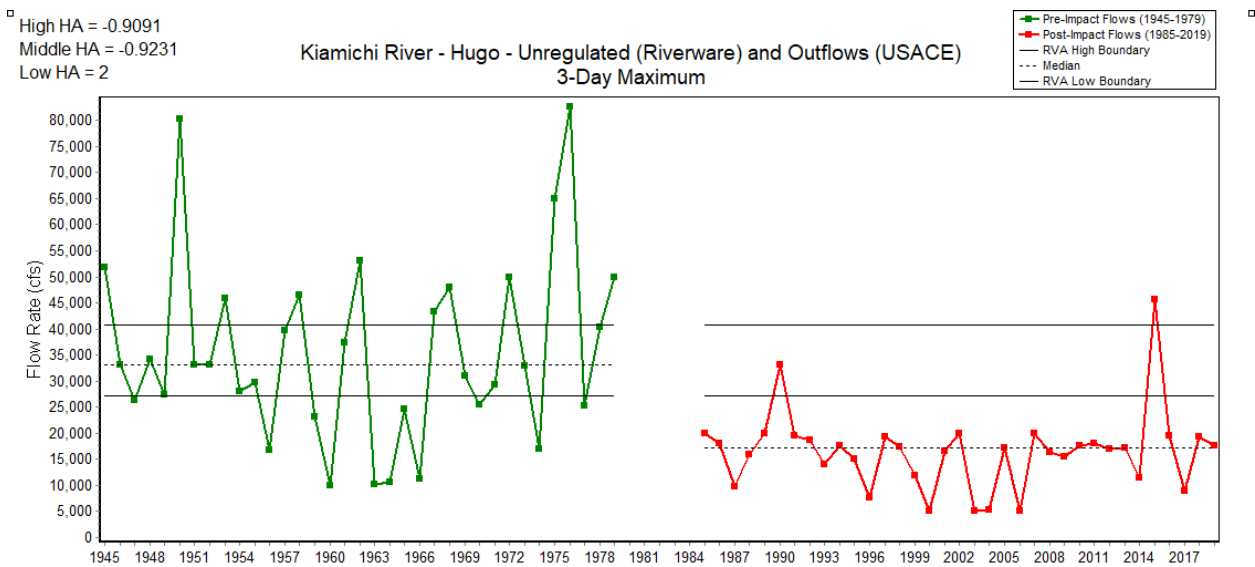 High HA = -0.9091
Middle HA = -0.9231
Low HA = 2
Kiamichi River - Hugo - Unregulated (Riverware) and Outflows (USACE)
3-Day Maximum
Pre-Impact Flows (1945-1979)
Post-Impact Flows (1985-2019)
RVA High Boundary
Median
RVA Low Boundary
Flow Rate (cfs)
80,000
75,000
70,000
65,000
60,000
55,000
50,000
45,000
40,000
35,000
30,000
25,000
20,000
15,000
10,000
5,000
0
1945 1948 1951 1954 1957 1960 1963 1966 1969 1972 1975 1978 1981 1984 1987 1990 1993 1996 1999 2002 2005 2008 2011 2014 2017